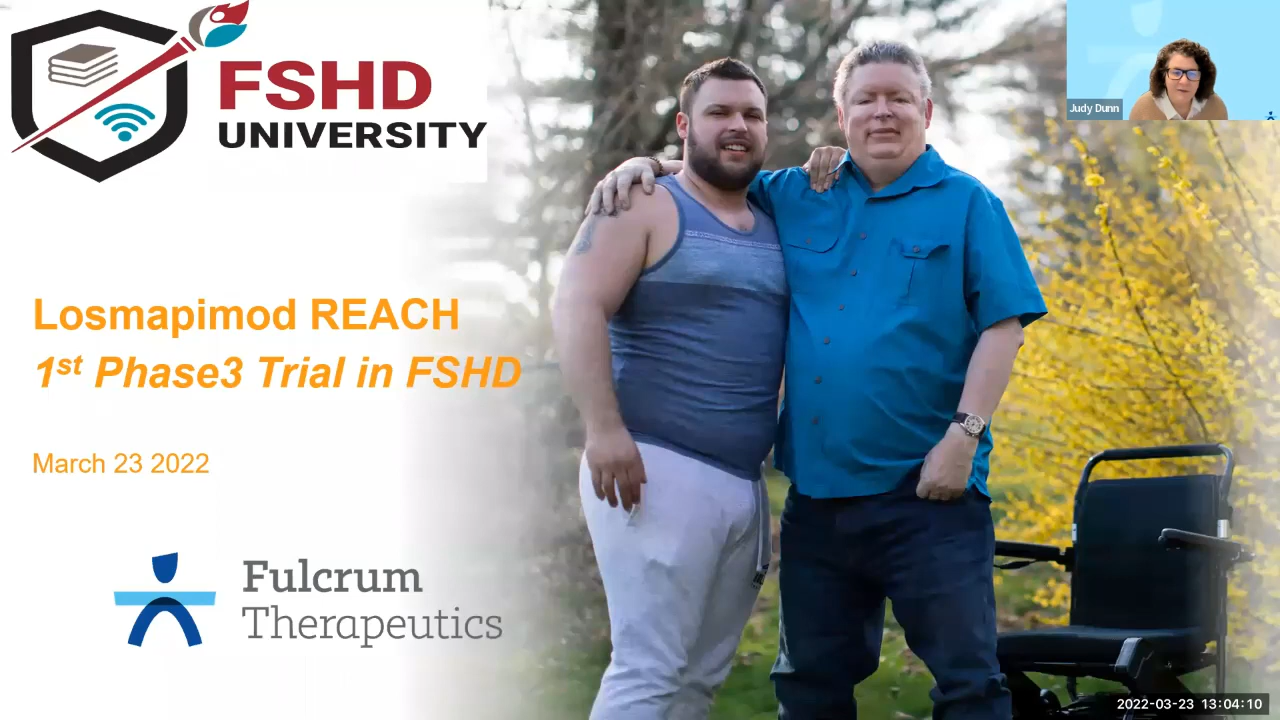 FSHD
UNIVERSITY
Judy Dunn
Losmapimod REACH
1st Phase3 Trial in FSHD
March 23 2022
Fulcrum
Therapeutics
2022-03-23 13:04:10